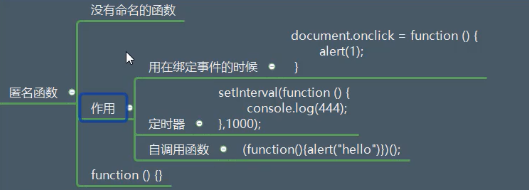 没有命名的函数
document.onclick = function () {
alert(1);
用在绑定事件的时候 }
匿名函数
作用
setInterval(function () {
console.log(444);
定时器 },1000);
自调用函数 (function(){alert("hello")})();
function () {}